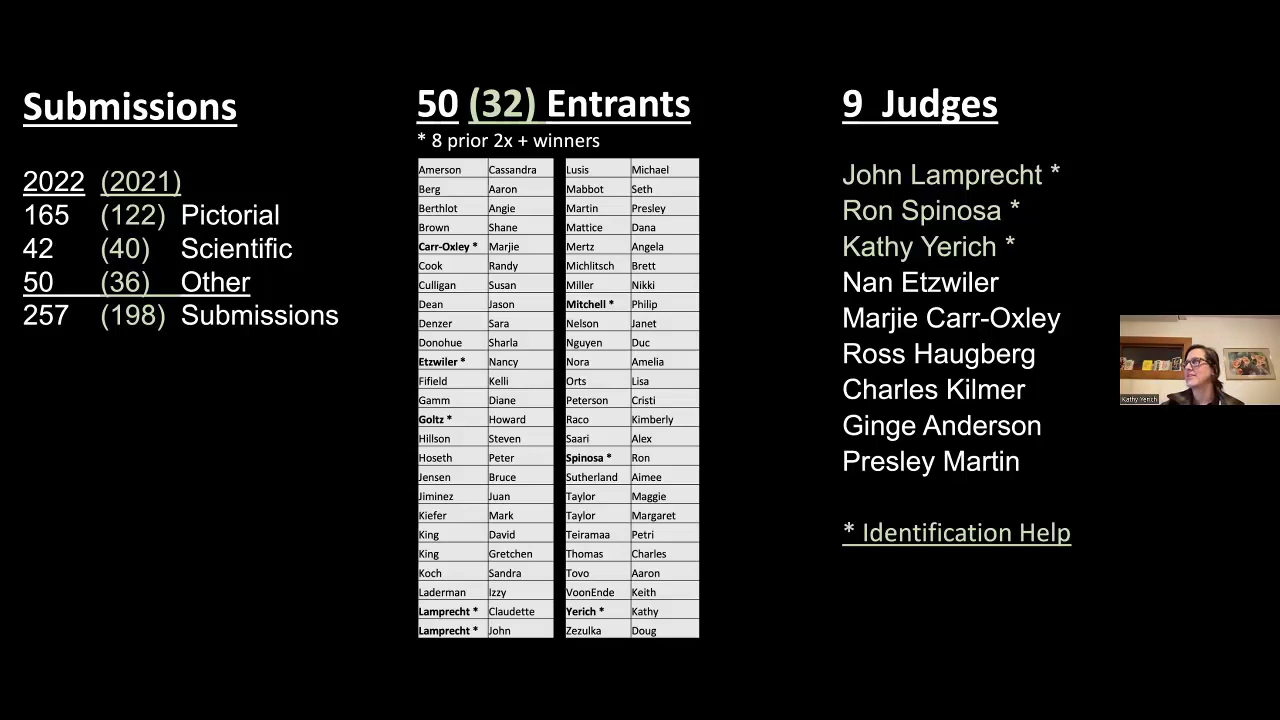 Submissions
2022 (2021)
165 (122) Pictorial
42 (40) Scientific
50 (36) Other
257 (198) Submissions
50 (32) Entrants
* 8 prior 2x + winners
Amerson Cassandra
Berg Aaron
Berthlot Angie
Brown Shane
Carr-Oxley * Marjie
Cook Randy
Culligan Susan
Dean Jason
Denzer Sara
Donohue Sharla
Etzwiler * Nancy
Fifield Kelli
Gamm Diane
Goltz * Howard
Hillson Steven
Hoseth Peter
Jensen Bruce
Jiminez Juan
Kiefer Mark
King David
King Gretchen
Koch Sandra
Laderman Izzy
Lamprecht * Claudette
Lamprecht * John
Lusis Michael
Mabbot Seth
Martin Presley
Mattice Dana
Mertz Angela
Michlitsch Brett
Miller Nikki
Mitchell * Philip
Nelson Janet
Nguyen Duc
Nora Amelia
Orts Lisa
Peterson Cristi
Raco Kimberly
Saari Alex
Spinosa * Ron
Sutherland Aimee
Taylor Maggie
Taylor Margaret
Teiramaa Petri
Thomas Charles
Tovo Aaron
VoonEnde Keith
Yerich * Kathy
Zezulka Doug
9 Judges
John Lamprecht *
Ron Spinosa *
Kathy Yerich *
Nan Etzwiler
Marjie Carr-Oxley
Ross Haugberg
Charles Kilmer
Ginge Anderson
Presley Martin
* Identification Help
Kathy Yerich